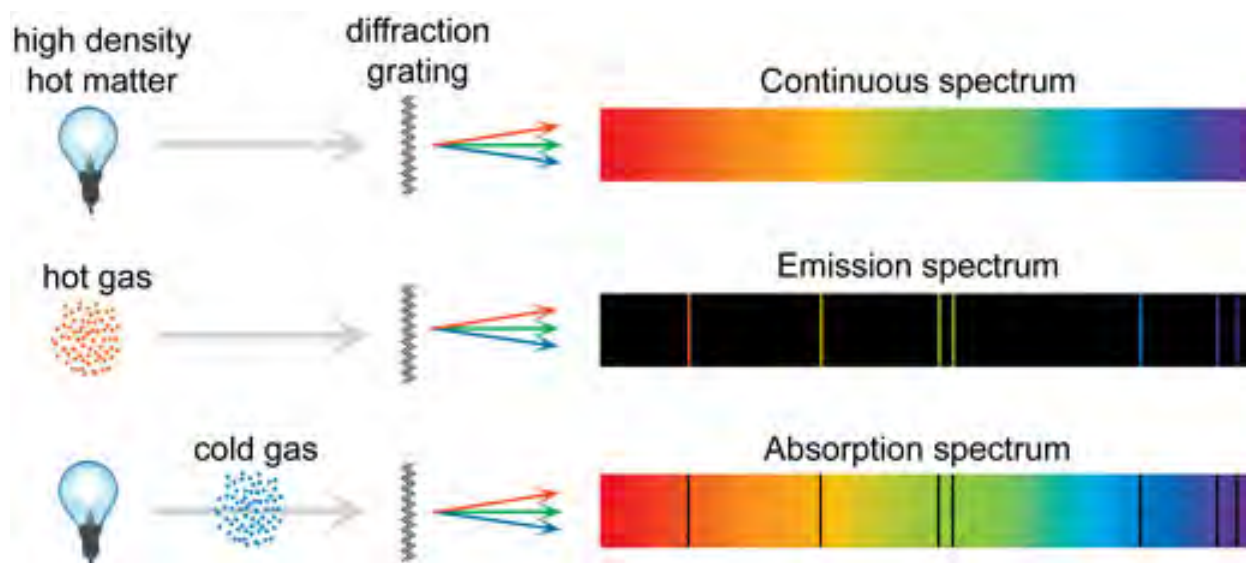 high density
hot matter
diffraction
grating
Continuous spectrum
hot gas
Emission spectrum
cold gas
Absorption spectrum